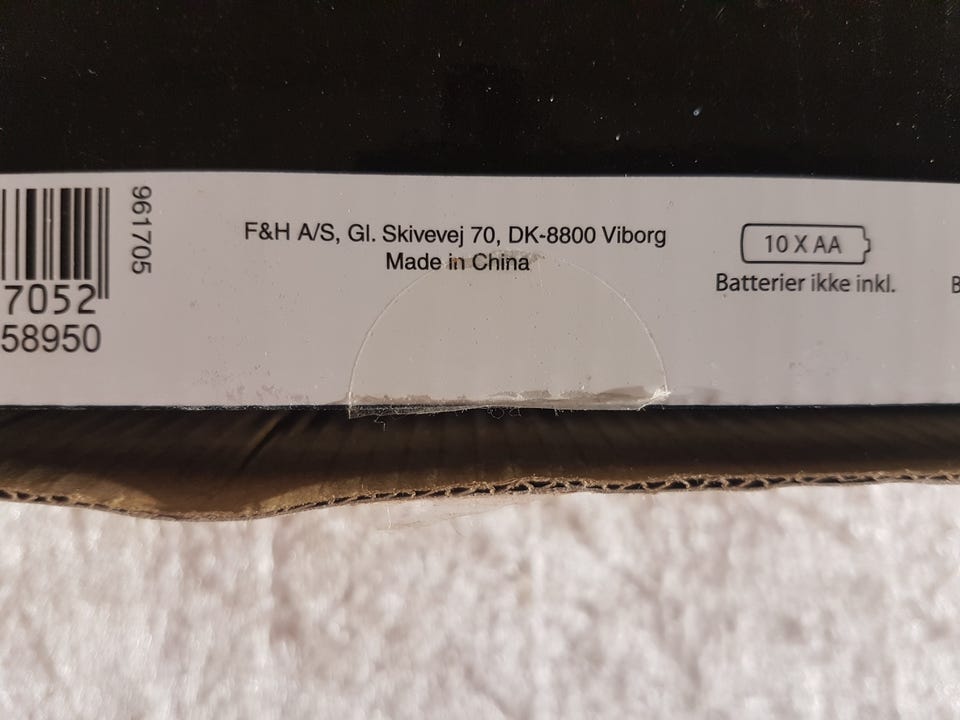 961705
7052
58950
F&H A/S, Gl. Skivevej 70, DK-8800 Viborg
Made in China
10 X AA
Batterier ikke inkl.
B